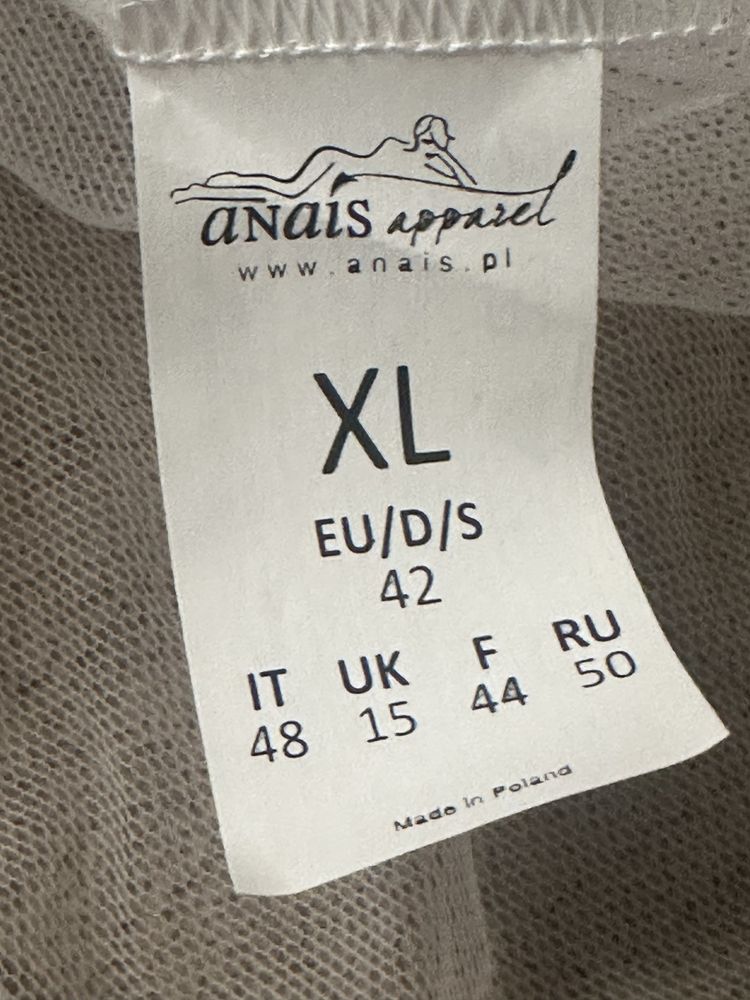 anais apparel
www.anais.pl
XL
EU/D/S
42
IT UK F RU
48 15 44 50
Made in Poland